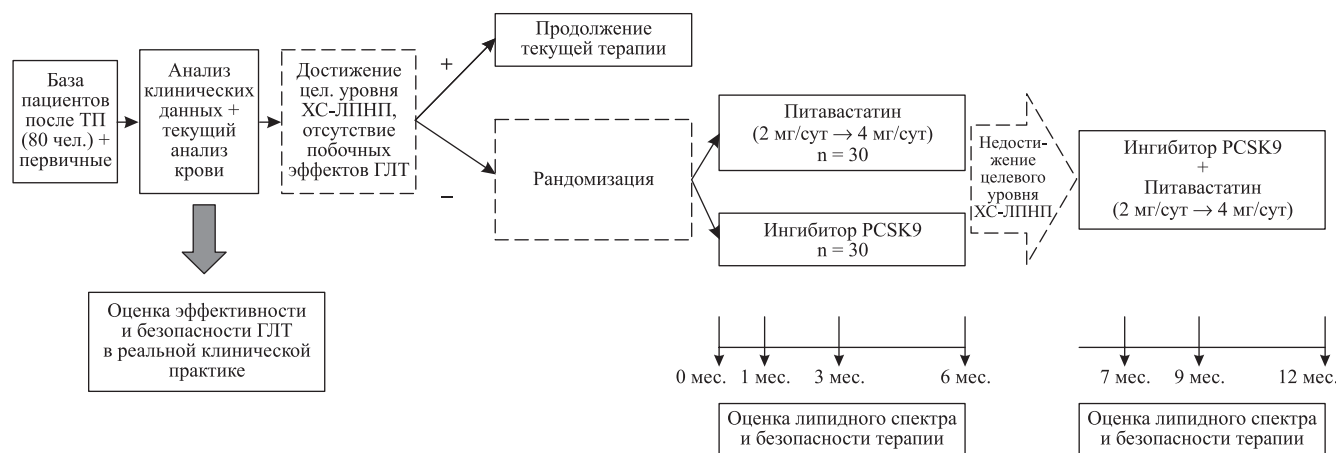 База
пациентов
после ТП
(80 чел.) +
первичные
Анализ
клинических
данных +
текущий
анализ
крови
Достижение
цел. уровня
ХС-ЛПНП,
отсутствие
побочных
эффектов ГЛТ
+
−
Продолжение
текущей терапии
Рандомизация
Питавастатин
(2 мг/сут → 4 мг/сут)
n = 30
Ингибитор PCSK9
n = 30
Недости-
жение
целевого
уровня
ХС-ЛПНП
Ингибитор PCSK9
+
Питавастатин
(2 мг/сут → 4 мг/сут)
Оценка эффективности
и безопасности ГЛТ
в реальной клинической
практике
0 мес.
1 мес.
3 мес.
6 мес.
7 мес.
9 мес.
12 мес.
Оценка липидного спектра
и безопасности терапии
Оценка липидного спектра
и безопасности терапии